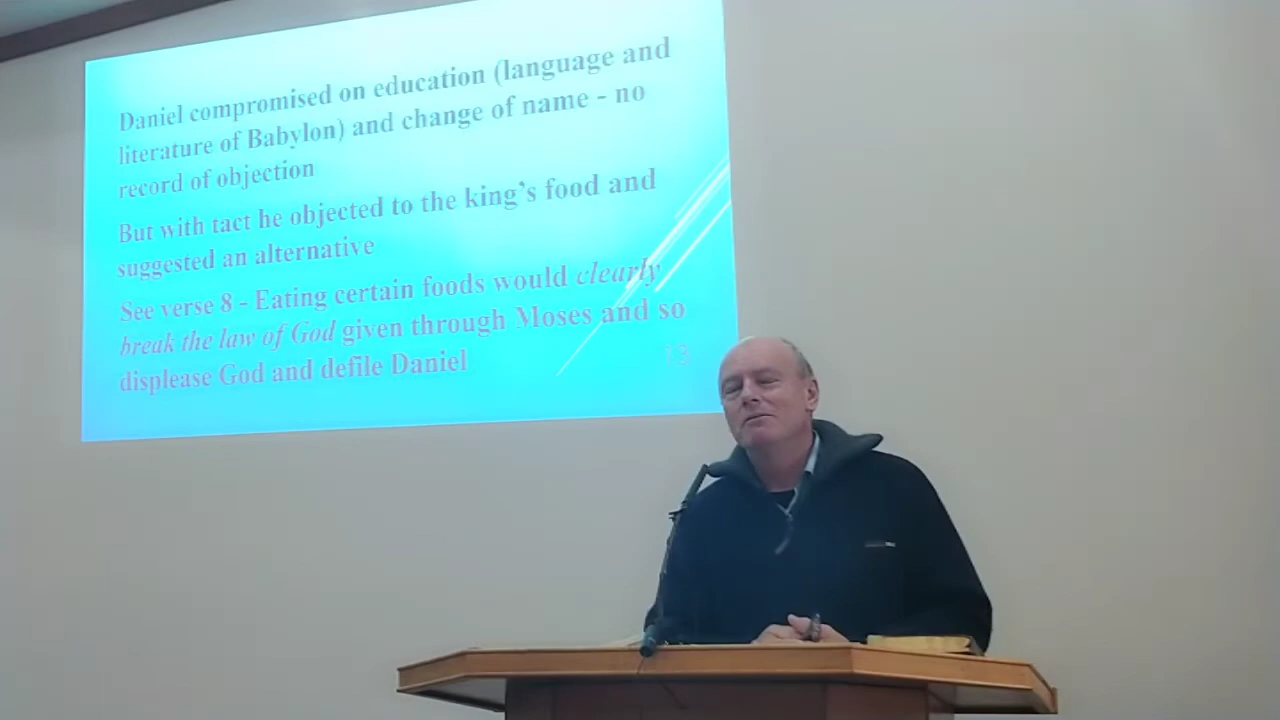 Daniel compromised on education (language and
literature of Babylon) and change of name - no
record of objection
But with tact he objected to the king's food and
suggested an alternative
See verse 8 - Eating certain foods would clearly
break the law of God given through Moses and so
displease God and defile Daniel
13